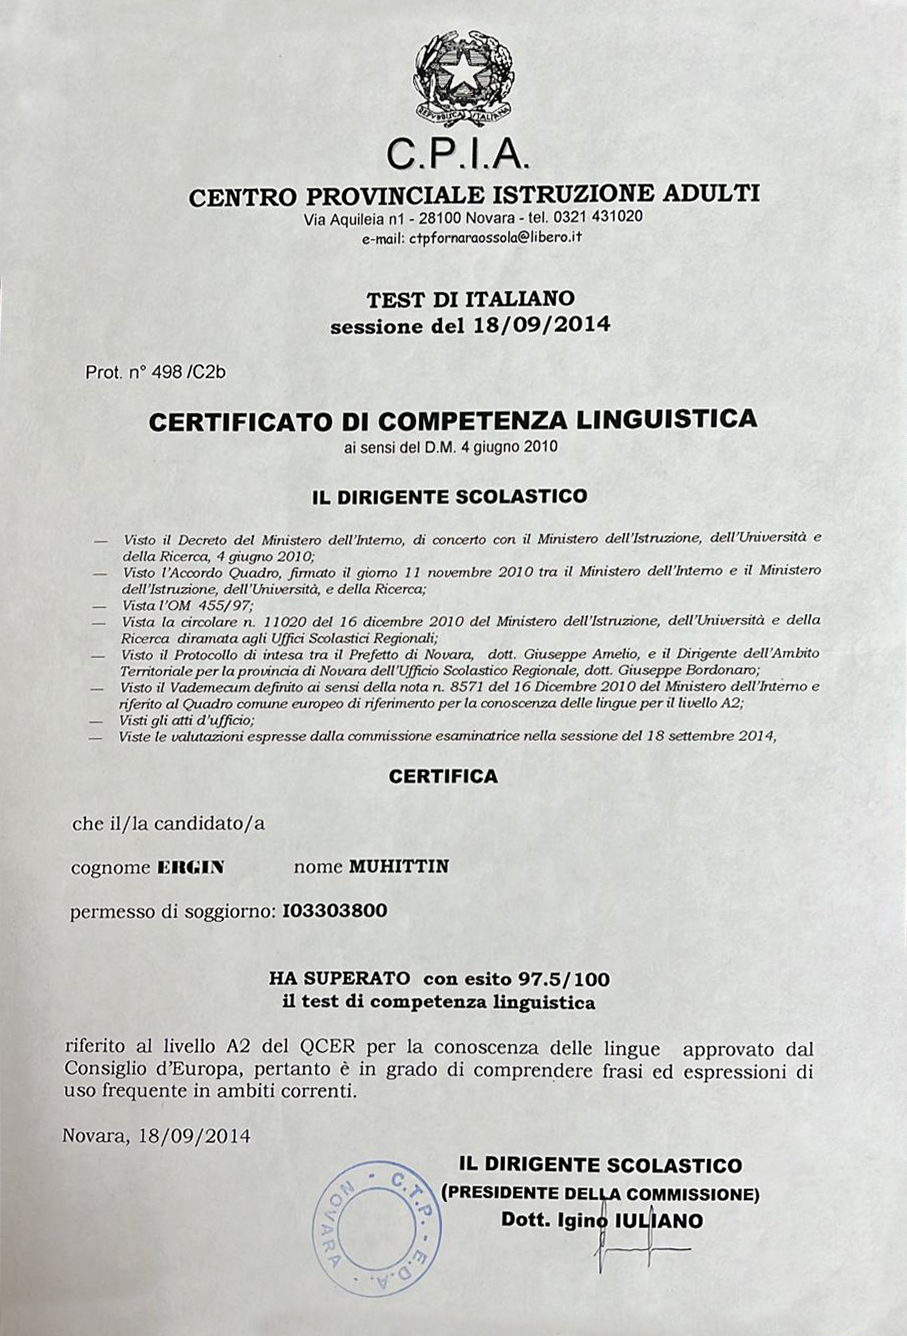 REPVBBLICA ITALIANA
C.P.I.A.
CENTRO PROVINCIALE ISTRUZIONE ADULTI
Via Aquileia n1 - 28100 Novara - tel. 0321 431020
e-mail: ctpfornaraossola@libero.it
TEST DI ITALIANO
sessione del 18/09/2014
Prot. n° 498 /C2b
CERTIFICATO DI COMPETENZA LINGUISTICA
ai sensi del D.M. 4 giugno 2010
IL DIRIGENTE SCOLASTICO
— Visto il Decreto del Ministero dell'Interno, di concerto con il Ministero dell'Istruzione, dell'Università e
della Ricerca, 4 giugno 2010;
— Visto l'Accordo Quadro, firmato il giorno 11 novembre 2010 tra il Ministero dell'Interno e il Ministero
dell'Istruzione, dell'Università, e della Ricerca;
— Vista l'OM 455/97;
— Vista la circolare n. 11020 del 16 dicembre 2010 del Ministero dell'Istruzione, dell'Università e della
Ricerca diramata agli Uffici Scolastici Regionali;
— Visto il Protocollo di intesa tra il Prefetto di Novara, dott. Giuseppe Amelio, e il Dirigente dell'Ambito
Territoriale per la provincia di Novara dell'Ufficio Scolastico Regionale, dott. Giuseppe Bordonaro;
— Visto il Vademecum definito ai sensi della nota n. 8571 del 16 Dicembre 2010 del Ministero dell'Interno e
riferito al Quadro comune europeo di riferimento per la conoscenza delle lingue per il livello A2;
— Visti gli atti d'ufficio;
— Viste le valutazioni espresse dalla commissione esaminatrice nella sessione del 18 settembre 2014,
CERTIFICA
che il/la candidato/a
cognome ERGIN nome MUHITTIN
permesso di soggiorno: I03303800
HA SUPERATO con esito 97.5/100
il test di competenza linguistica
riferito al livello A2 del QCER per la conoscenza delle lingue approvato dal
Consiglio d'Europa, pertanto è in grado di comprendere frasi ed espressioni di
uso frequente in ambiti correnti.
Novara, 18/09/2014
IL DIRIGENTE SCOLASTICO
(PRESIDENTE DELLA COMMISSIONE)
Dott. Igino IULIANO
C.T.P. - E.D.A. - NOVARA -